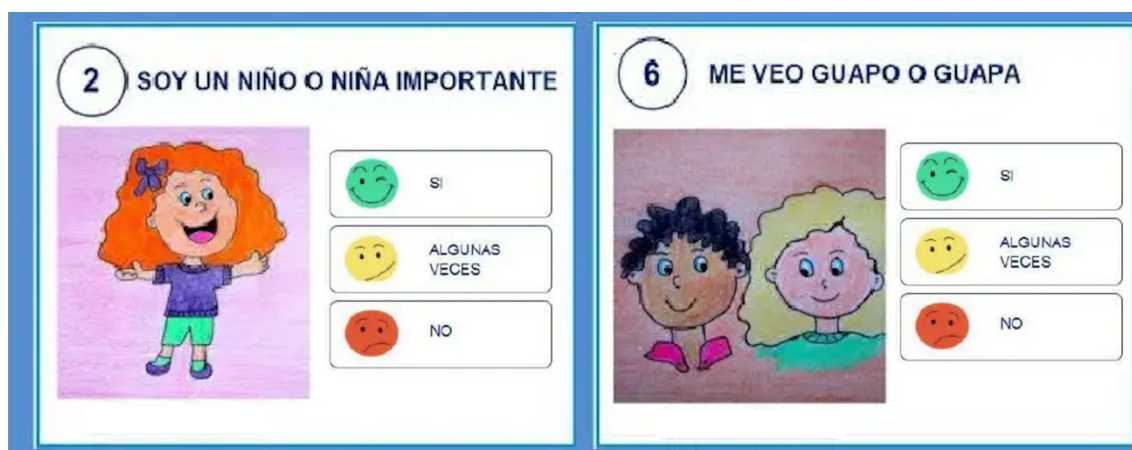 2 SOY UN NIÑO O NIÑA IMPORTANTE
SI
ALGUNAS
VECES
NO
6 ME VEO GUAPO O GUAPA
SI
ALGUNAS
VECES
NO